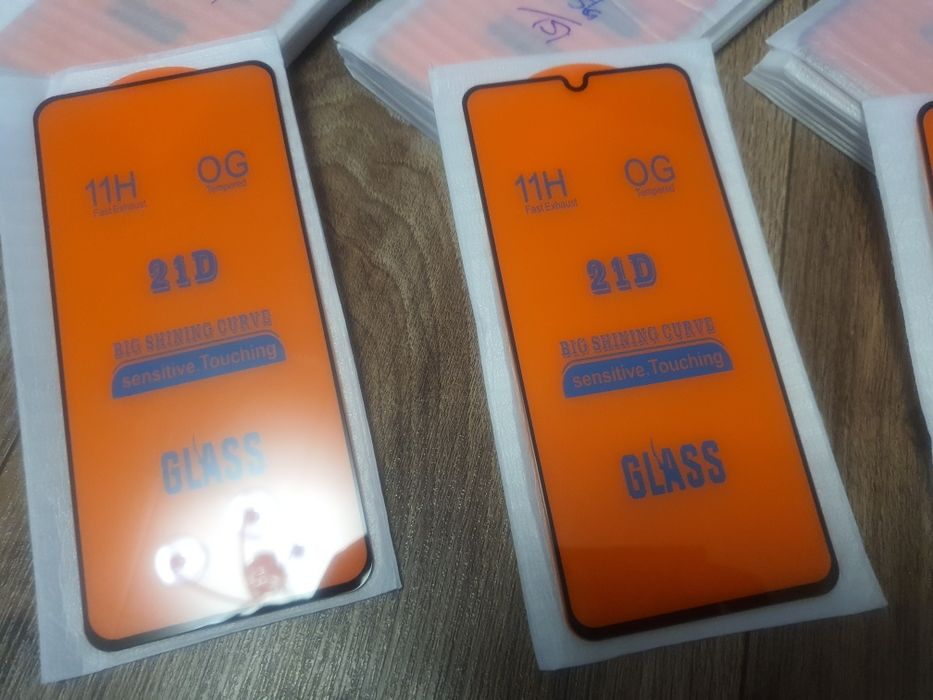 11H
Fast Exhaust
OG
Tempered
21D
BIG SHINING CURVE
sensitive.Touching
GLASS
11H
Fast Exhaust
OG
Tempered
21D
BIG SHINING CURVE
sensitive.Touching
GLASS